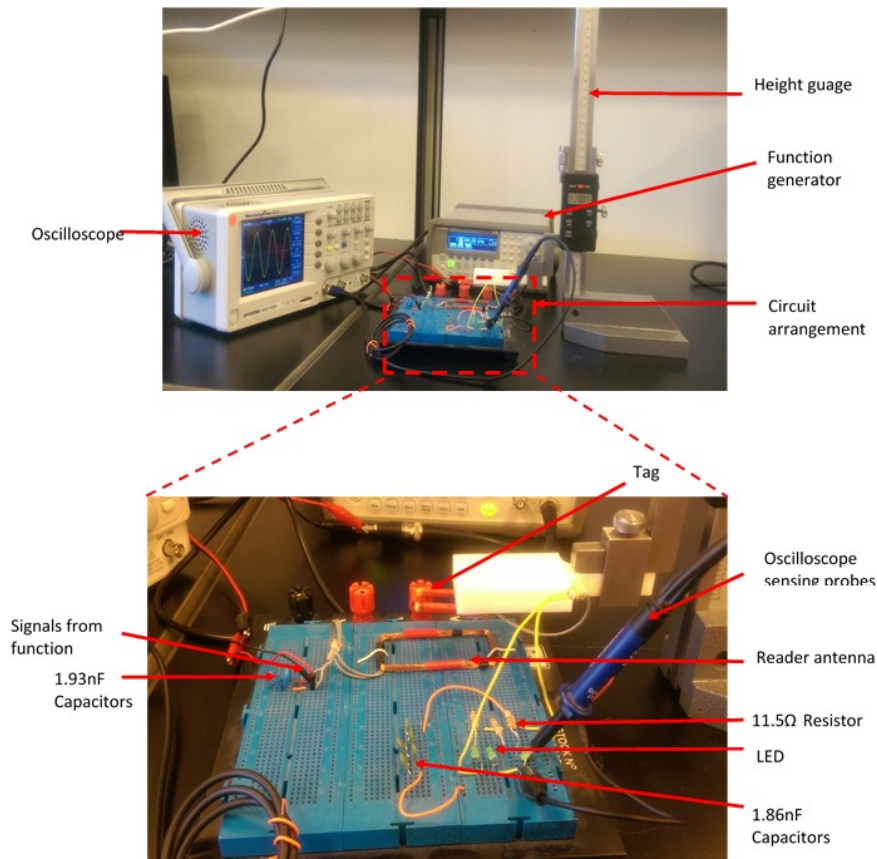 Height guage
Function
generator
Oscilloscope
Circuit
arrangement
Tag
Oscilloscope
sensing probes
Signals from
function
Reader antenna
1.93nF
Capacitors
11.5Ω Resistor
LED
1.86nF
Capacitors